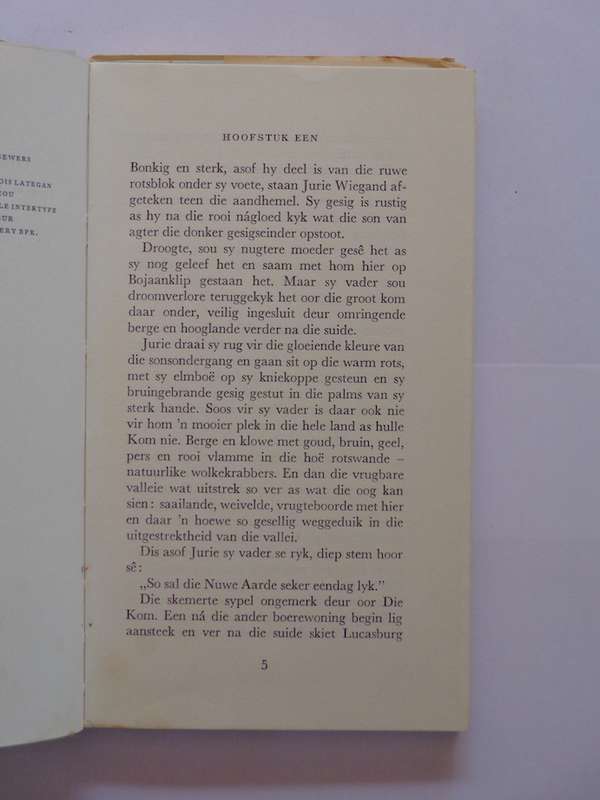 EWERS
DIS LATEGAN
LE INTERTYPE
UR
ERY BPK.
HOOFSTUK EEN
Bonkig en sterk, asof hy deel is van die ruwe
rotsblok onder sy voete, staan Jurie Wiegand af-
geteken teen die aandhemel. Sy gesig is rustig
as hy na die rooi nágloed kyk wat die son van
agter die donker gesigseinder opstoot.
Droogte, sou sy nugtere moeder gesê het as
sy nog geleef het en saam met hom hier op
Bojaanklip gestaan het. Maar sy vader sou
droomverlore teruggekyk het oor die groot kom
daar onder, veilig ingesluit deur omringende
berge en hooglande verder na die suide.
Jurie draai sy rug vir die gloeiende kleure van
die sonsondergang en gaan sit op die warm rots,
met sy elmboë op sy kniekoppe gesteun en sy
bruingebrande gesig gestut in die palms van sy
sterk hande. Soos vir sy vader is daar ook nie
vir hom 'n mooier plek in die hele land as hulle
Kom nie. Berge en klowe met goud, bruin, geel,
pers en rooi vlamme in die hoë rotswande –
natuurlike wolkekrabbers. En dan die vrugbare
valleie wat uitstrek so ver as wat die oog kan
sien: saailande, weivelde, vrugteboorde met hier
en daar 'n hoewe so gesellig weggeduik in die
uitgestrektheid van die vallei.
Dis asof Jurie sy vader se ryk, diep stem hoor
sê:
„So sal die Nuwe Aarde seker eendag lyk."
Die skemerte sypel ongemerk deur oor Die
Kom. Een ná die ander boerewoning begin lig
aansteek en ver na die suide skiet Lucasburg
5